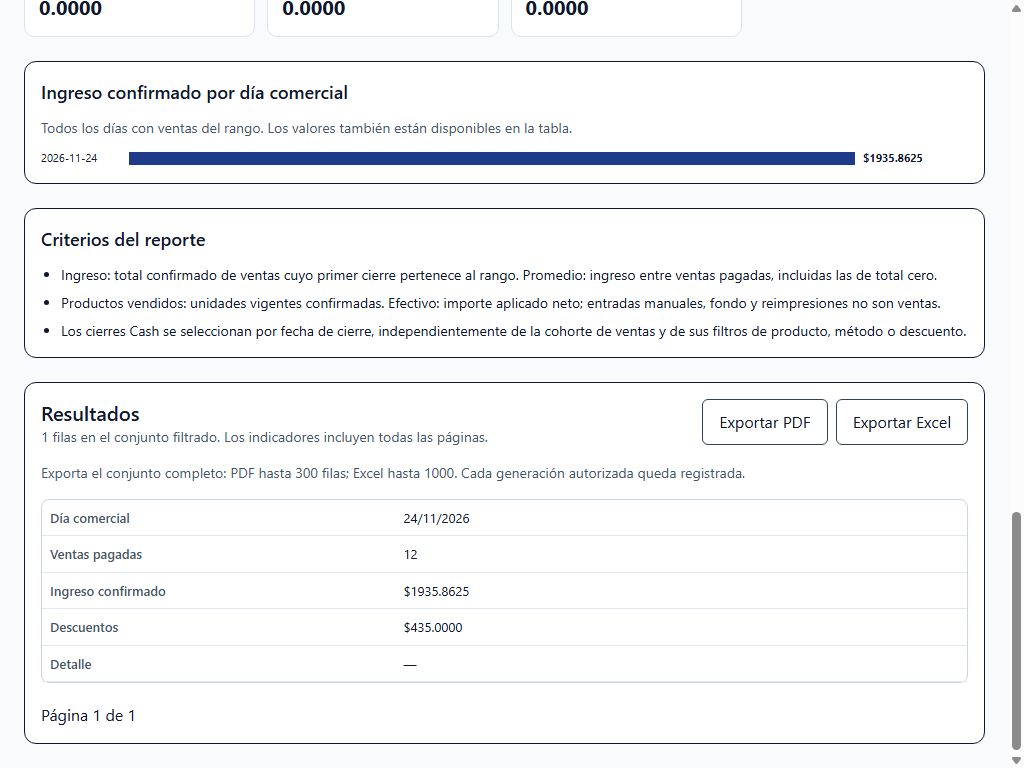 0.0000 0.0000 0.0000
Ingreso confirmado por día comercial
Todos los días con ventas del rango. Los valores también están disponibles en la tabla.
2026-11-24 $1935.8625
Criterios del reporte
• Ingreso: total confirmado de ventas cuyo primer cierre pertenece al rango. Promedio: ingreso entre ventas pagadas, incluidas las de total cero.
• Productos vendidos: unidades vigentes confirmadas. Efectivo: importe aplicado neto; entradas manuales, fondo y reimpresiones no son ventas.
• Los cierres Cash se seleccionan por fecha de cierre, independientemente de la cohorte de ventas y de sus filtros de producto, método o descuento.
Resultados
1 filas en el conjunto filtrado. Los indicadores incluyen todas las páginas.
Exportar PDF Exportar Excel
Exporta el conjunto completo: PDF hasta 300 filas; Excel hasta 1000. Cada generación autorizada queda registrada.
Día comercial 24/11/2026
Ventas pagadas 12
Ingreso confirmado $1935.8625
Descuentos $435.0000
Detalle —
Página 1 de 1